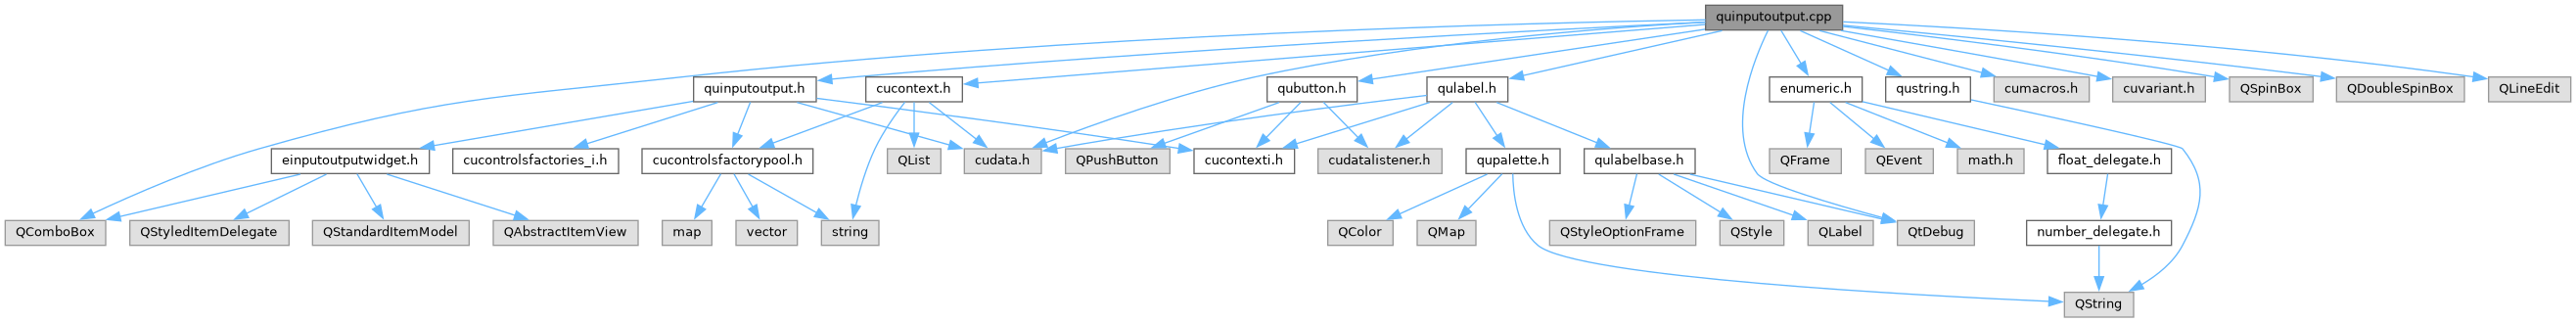 quinputoutput.cpp
quinputoutput.h
cucontext.h
qubutton.h
qulabel.h
enumeric.h
qustring.h
cumacros.h
cuvariant.h
QSpinBox
QDoubleSpinBox
QLineEdit
einputoutputwidget.h
cucontrolsfactories_i.h
cucontrolsfactorypool.h
QList
cudata.h
QPushButton
cucontexti.h
cudatalistener.h
qupalette.h
qulabelbase.h
QFrame
QEvent
math.h
float_delegate.h
QComboBox
QStyledItemDelegate
QStandardItemModel
QAbstractItemView
map
vector
string
QColor
QMap
QStyleOptionFrame
QStyle
QLabel
QtDebug
number_delegate.h
QString